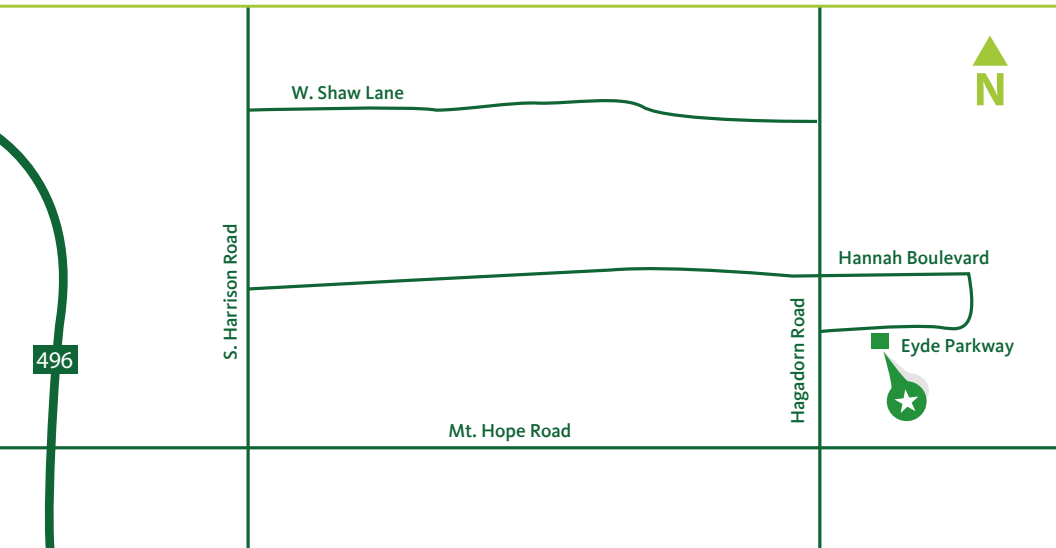 N
W. Shaw Lane
S. Harrison Road
Hannah Boulevard
Hagadorn Road
Eyde Parkway
496
Mt. Hope Road